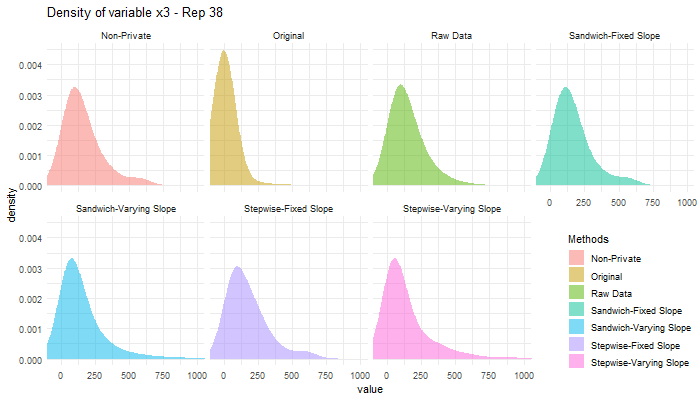 Density of variable x3 - Rep 38
Non-Private
Original
Raw Data
Sandwich-Fixed Slope
0.004
0.003
0.002
0.001
0.000
0 250 500 750 1000
density
Sandwich-Varying Slope
Stepwise-Fixed Slope
Stepwise-Varying Slope
0.004
0.003
0.002
0.001
0.000
0 250 500 750 1000
0 250 500 750 1000
0 250 500 750 1000
value
Methods
Non-Private
Original
Raw Data
Sandwich-Fixed Slope
Sandwich-Varying Slope
Stepwise-Fixed Slope
Stepwise-Varying Slope